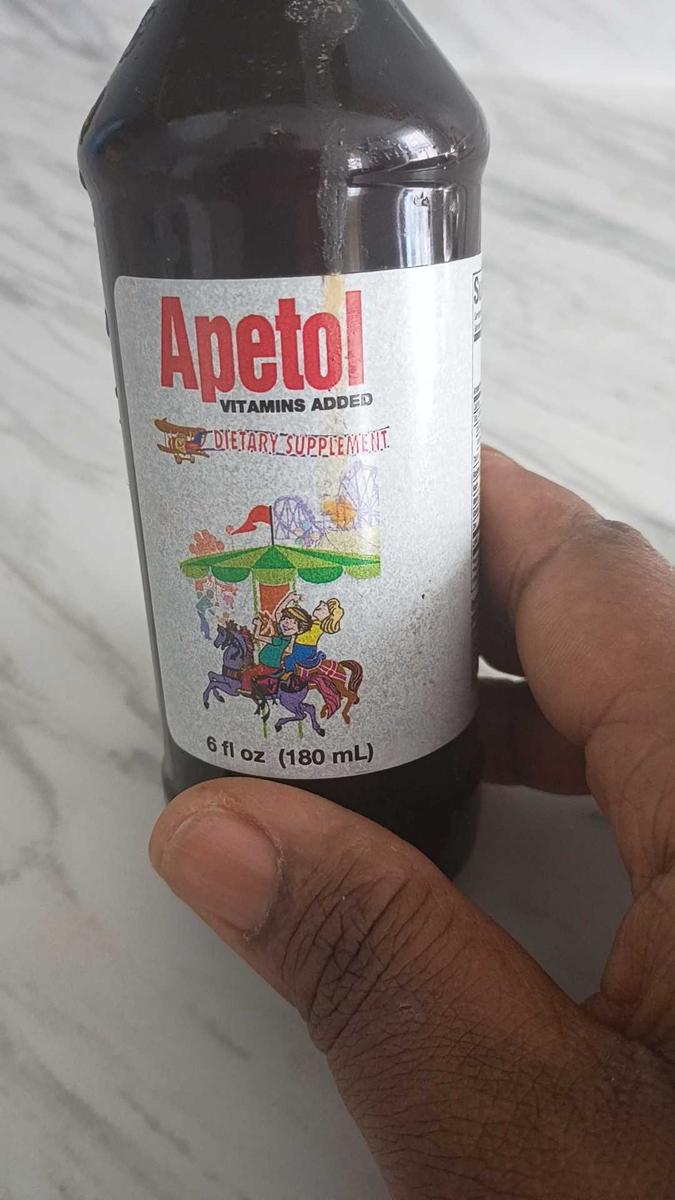 Apetol
VITAMINS ADDED
DIETARY SUPPLEMENT
6 fl oz (180 mL)